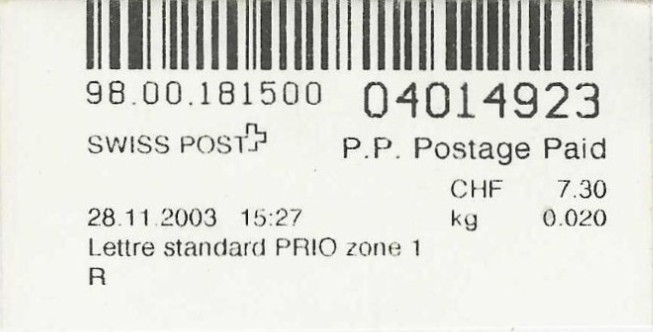 98.00.181500 04014923
SWISS POST P.P. Postage Paid
CHF 7.30
28.11.2003 15:27 kg 0.020
Lettre standard PRIO zone 1
R